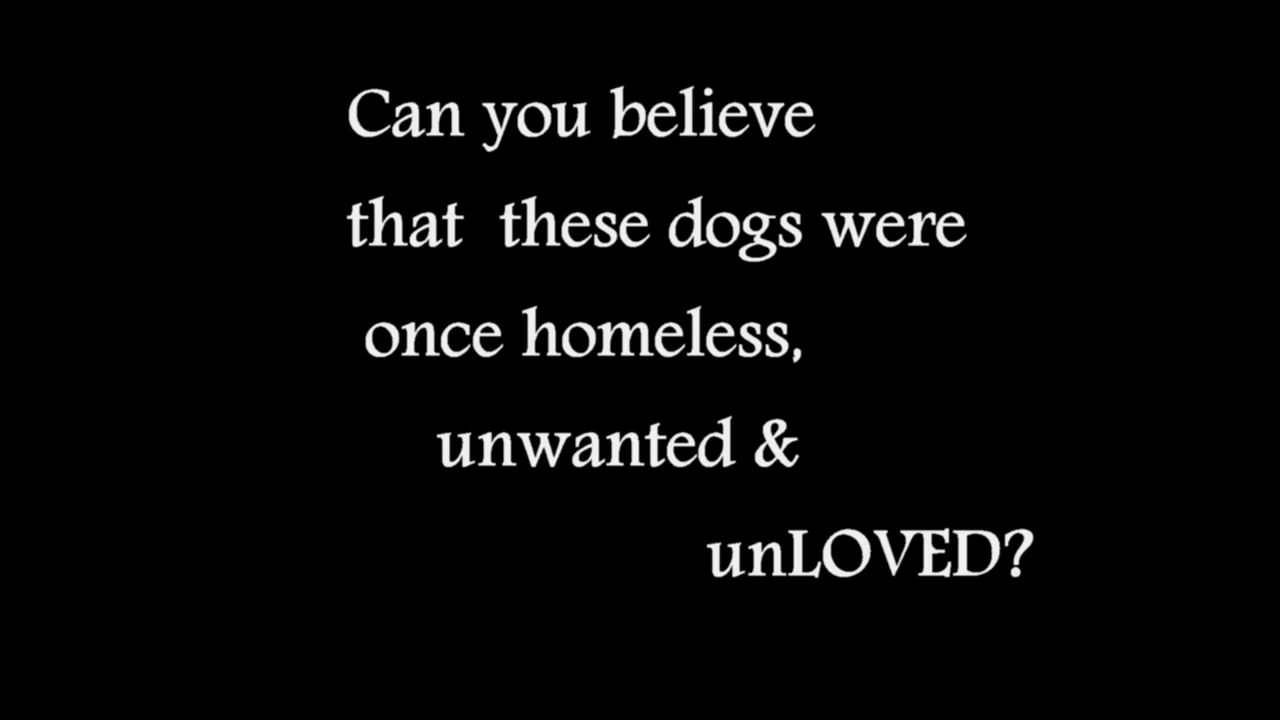 Can you believe
that  these dogs were
once homeless,
unwanted &
unLOVED?